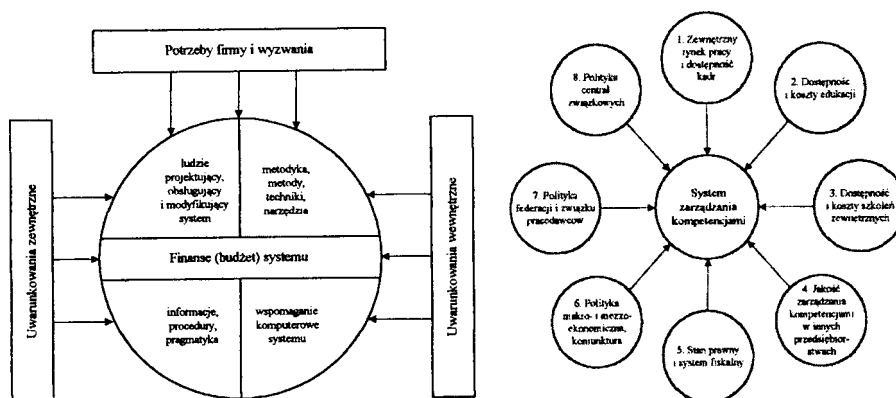 Potrzeby firmy i wyzwania
Uwarunkowania zewnętrzne
ludzie
projektujący,
obsługujący
i modyfikujący
system
metodyka,
metody,
techniki,
narzędzia
Finanse (budżet) systemu
informacje,
procedury,
pragmatyka
wspomaganie
komputerowe
systemu
Uwarunkowania wewnętrzne
1. Zewnętrzny
rynek pracy
i dostępność
kadr
2. Dostępność
i koszty edukacji
3. Dostępność
i koszty szkoleń
zewnętrznych
4. Jakość
zarządzania
kompetencjami
w innych
przedsiębior-
stwach
5. Stan prawny
i system fiskalny
6. Polityka
makro- i mezzo-
ekonomiczna,
koniunktura
7. Polityka
federacji i związku
pracodawców
8. Polityka
central
związkowych
System
zarządzania
kompetencjami